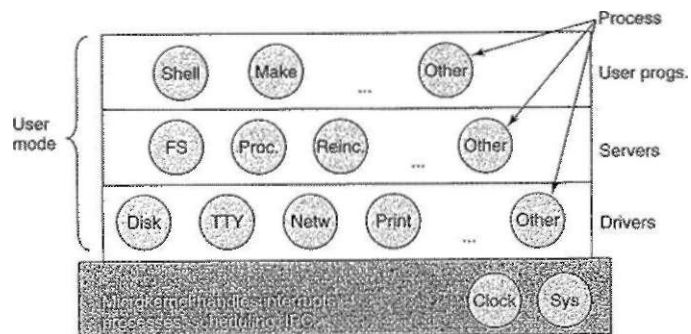 Process
Shell
Make
...
Other
User progs.
User
mode
FS
Proc.
Reinc.
...
Other
Servers
Disk
TTY
Netw
Print
...
Other
Drivers
Microkernel handles interrupts,
processes, scheduling, IPC
Clock
Sys